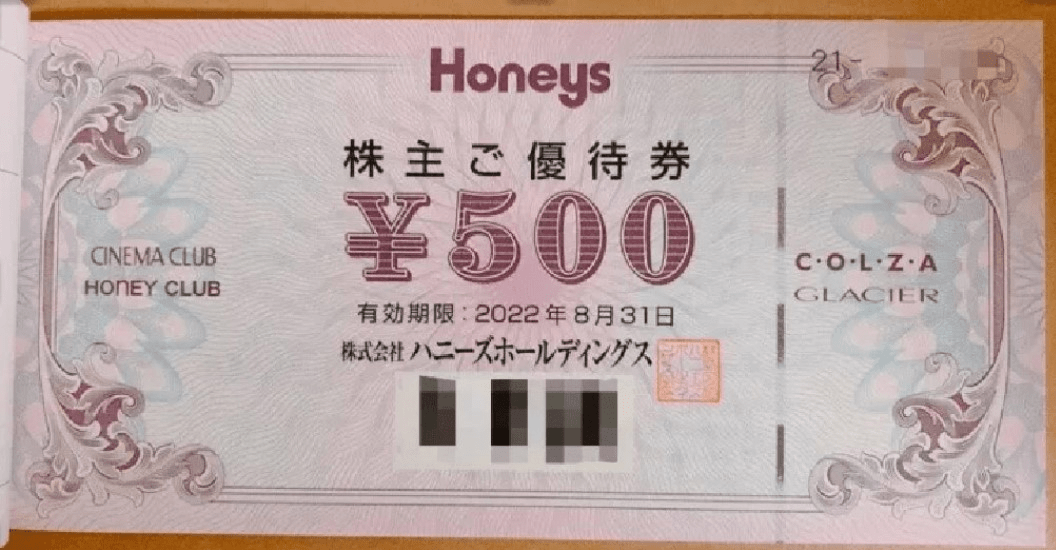 Honeys
21-
株主ご優待券
¥500
CINEMA CLUB
HONEY CLUB
C・O・L・Z・A
GLACIER
有効期限：2022年8月31日
株式会社ハニーズホールディングス